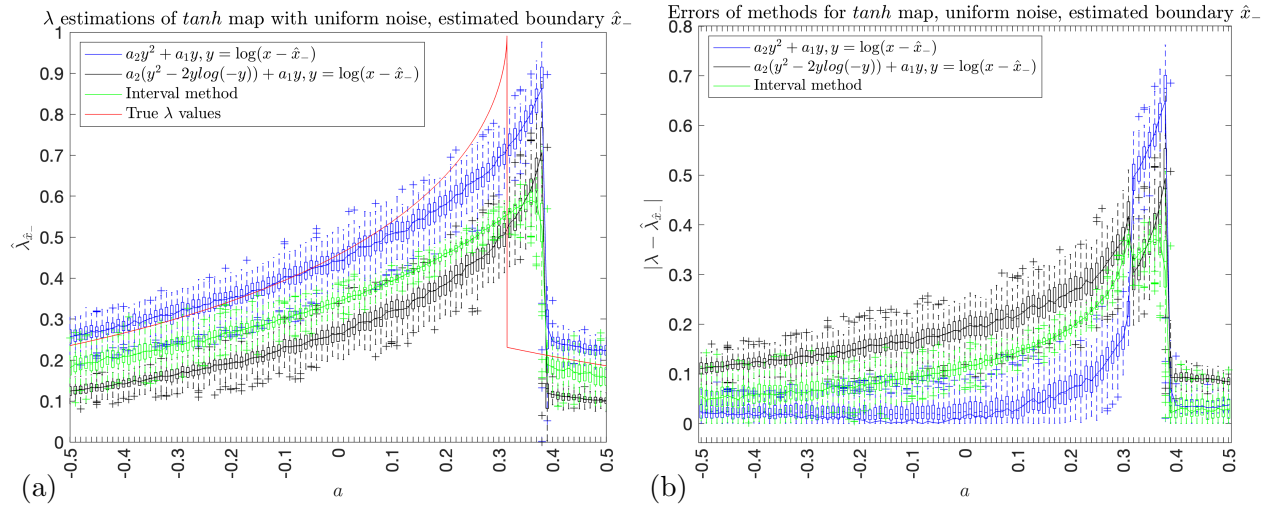 λ estimations of tanh map with uniform noise, estimated boundary x̂₋
a₂y² + a₁y, y = log(x − x̂₋)
a₂(y² − 2ylog(−y)) + a₁y, y = log(x − x̂₋)
Interval method
True λ values
1
0.9
0.8
0.7
0.6
0.5
0.4
0.3
0.2
0.1
0
λ̂_x̂₋
-0.5
-0.4
-0.3
-0.2
-0.1
0
0.1
0.2
0.3
0.4
0.5
a
(a)
Errors of methods for tanh map, uniform noise, estimated boundary x̂₋
a₂y² + a₁y, y = log(x − x̂₋)
a₂(y² − 2ylog(−y)) + a₁y, y = log(x − x̂₋)
Interval method
0.8
0.7
0.6
0.5
0.4
0.3
0.2
0.1
0
|λ − λ̂_x̂₋|
-0.5
-0.4
-0.3
-0.2
-0.1
0
0.1
0.2
0.3
0.4
0.5
a
(b)